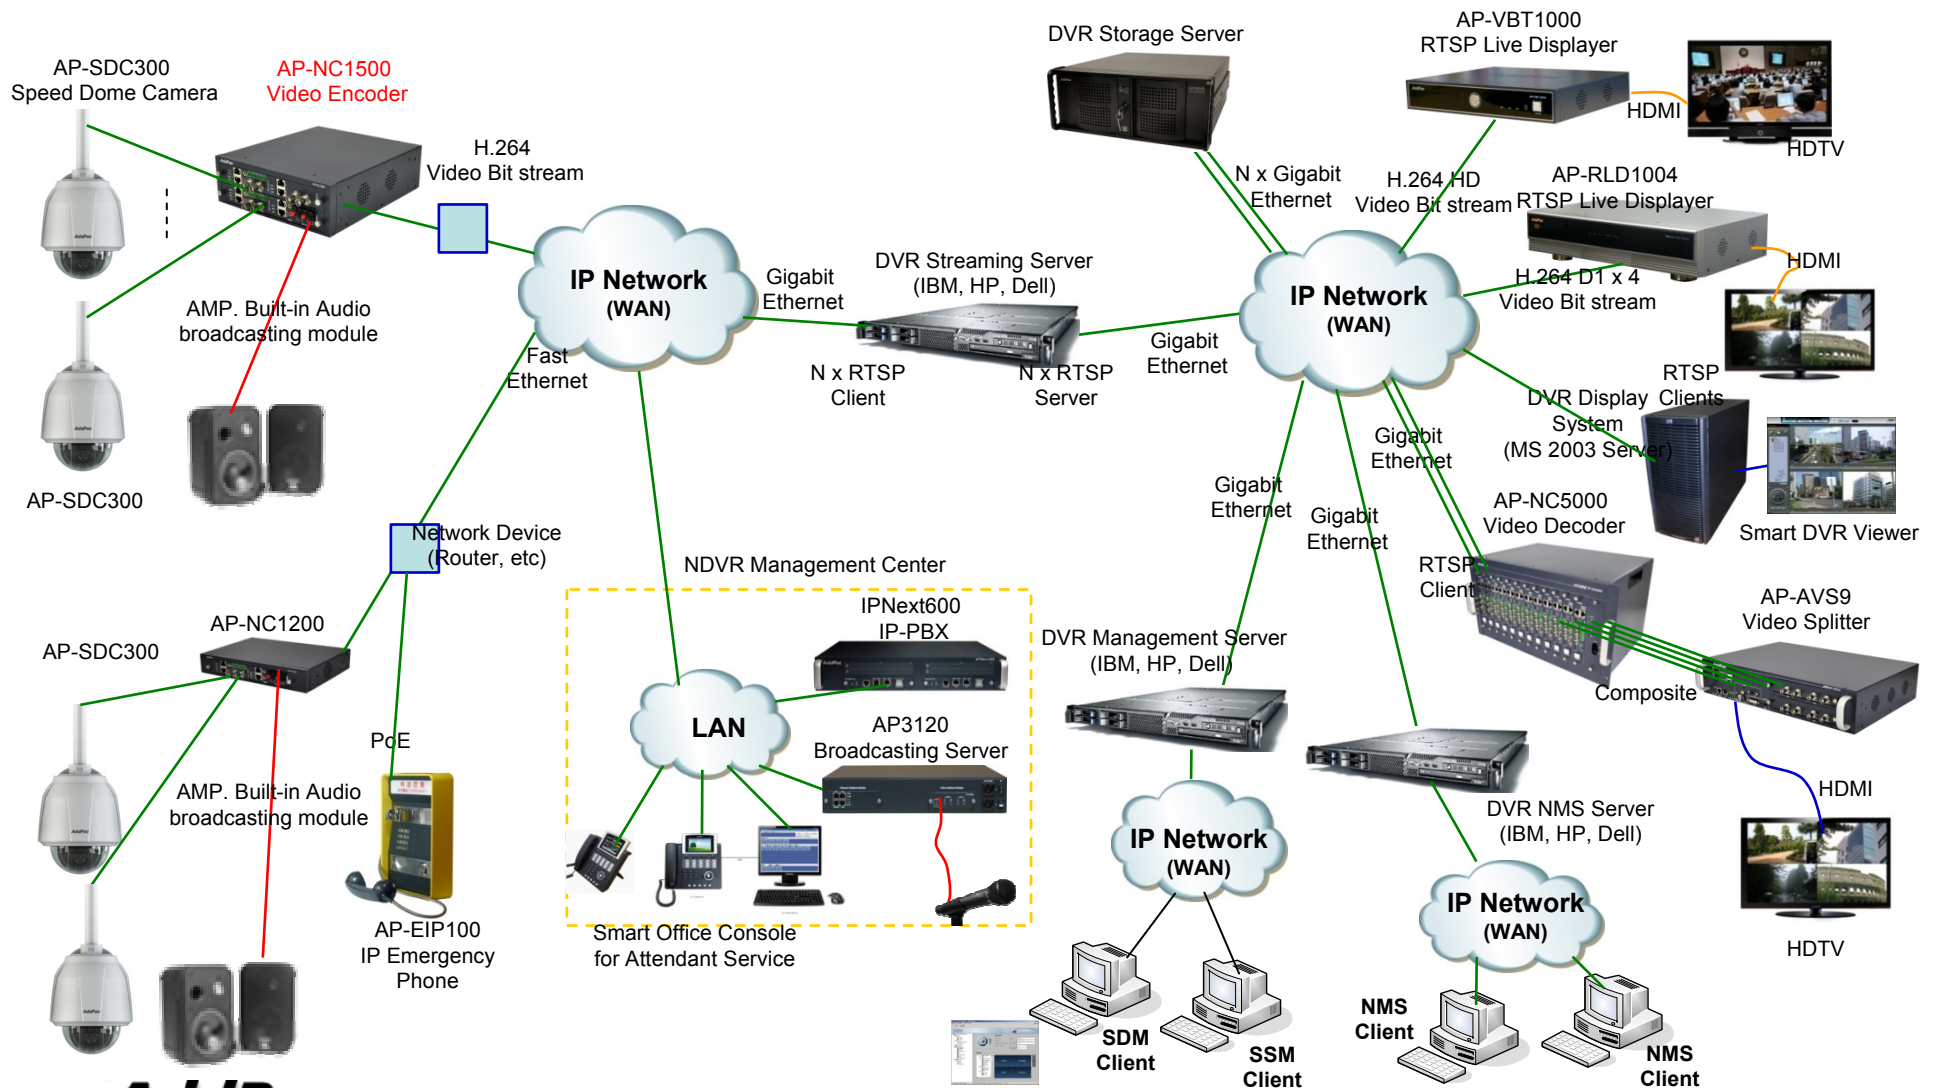 AP-SDC300
Speed Dome Camera
AP-NC1500
Video Encoder
H.264
Video Bit stream
AMP. Built-in Audio
broadcasting module
AP-SDC300
IP Network
(WAN)
Gigabit
Ethernet
Fast
Ethernet
DVR Streaming Server
(IBM, HP, Dell)
N x RTSP
Client
N x RTSP
Server
Gigabit
Ethernet
DVR Storage Server
N x Gigabit
Ethernet
IP Network
(WAN)
AP-VBT1000
RTSP Live Displayer
HDMI
HDTV
H.264 HD
Video Bit stream
AP-RLD1004
RTSP Live Displayer
HDMI
H.264 D1 x 4
Video Bit stream
RTSP
Clients
DVR Display
System
(MS 2003 Server)
Smart DVR Viewer
Gigabit
Ethernet
Gigabit
Ethernet
Gigabit
Ethernet
AP-NC5000
Video Decoder
RTSP
Client
AP-AVS9
Video Splitter
Composite
HDMI
HDTV
Network Device
(Router, etc)
AP-NC1200
AP-SDC300
PoE
AMP. Built-in Audio
broadcasting module
AP-EIP100
IP Emergency
Phone
NDVR Management Center
IPNext600
IP-PBX
LAN
AP3120
Broadcasting Server
Smart Office Console
for Attendant Service
DVR Management Server
(IBM, HP, Dell)
IP Network
(WAN)
SDM
Client
SSM
Client
DVR NMS Server
(IBM, HP, Dell)
IP Network
(WAN)
NMS
Client
NMS
Client